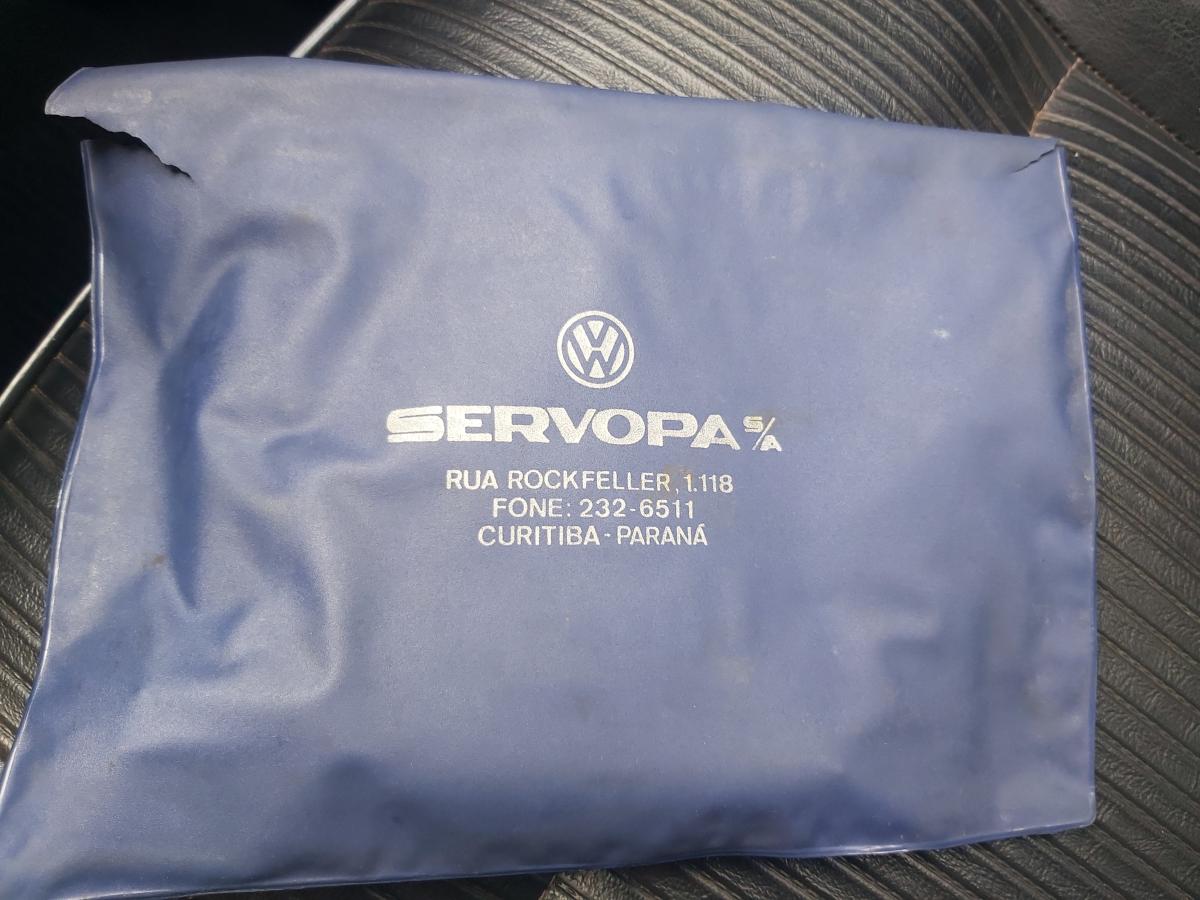 SERVOPA S/A
RUA ROCKFELLER, 1.118
FONE: 232-6511
CURITIBA - PARANÁ